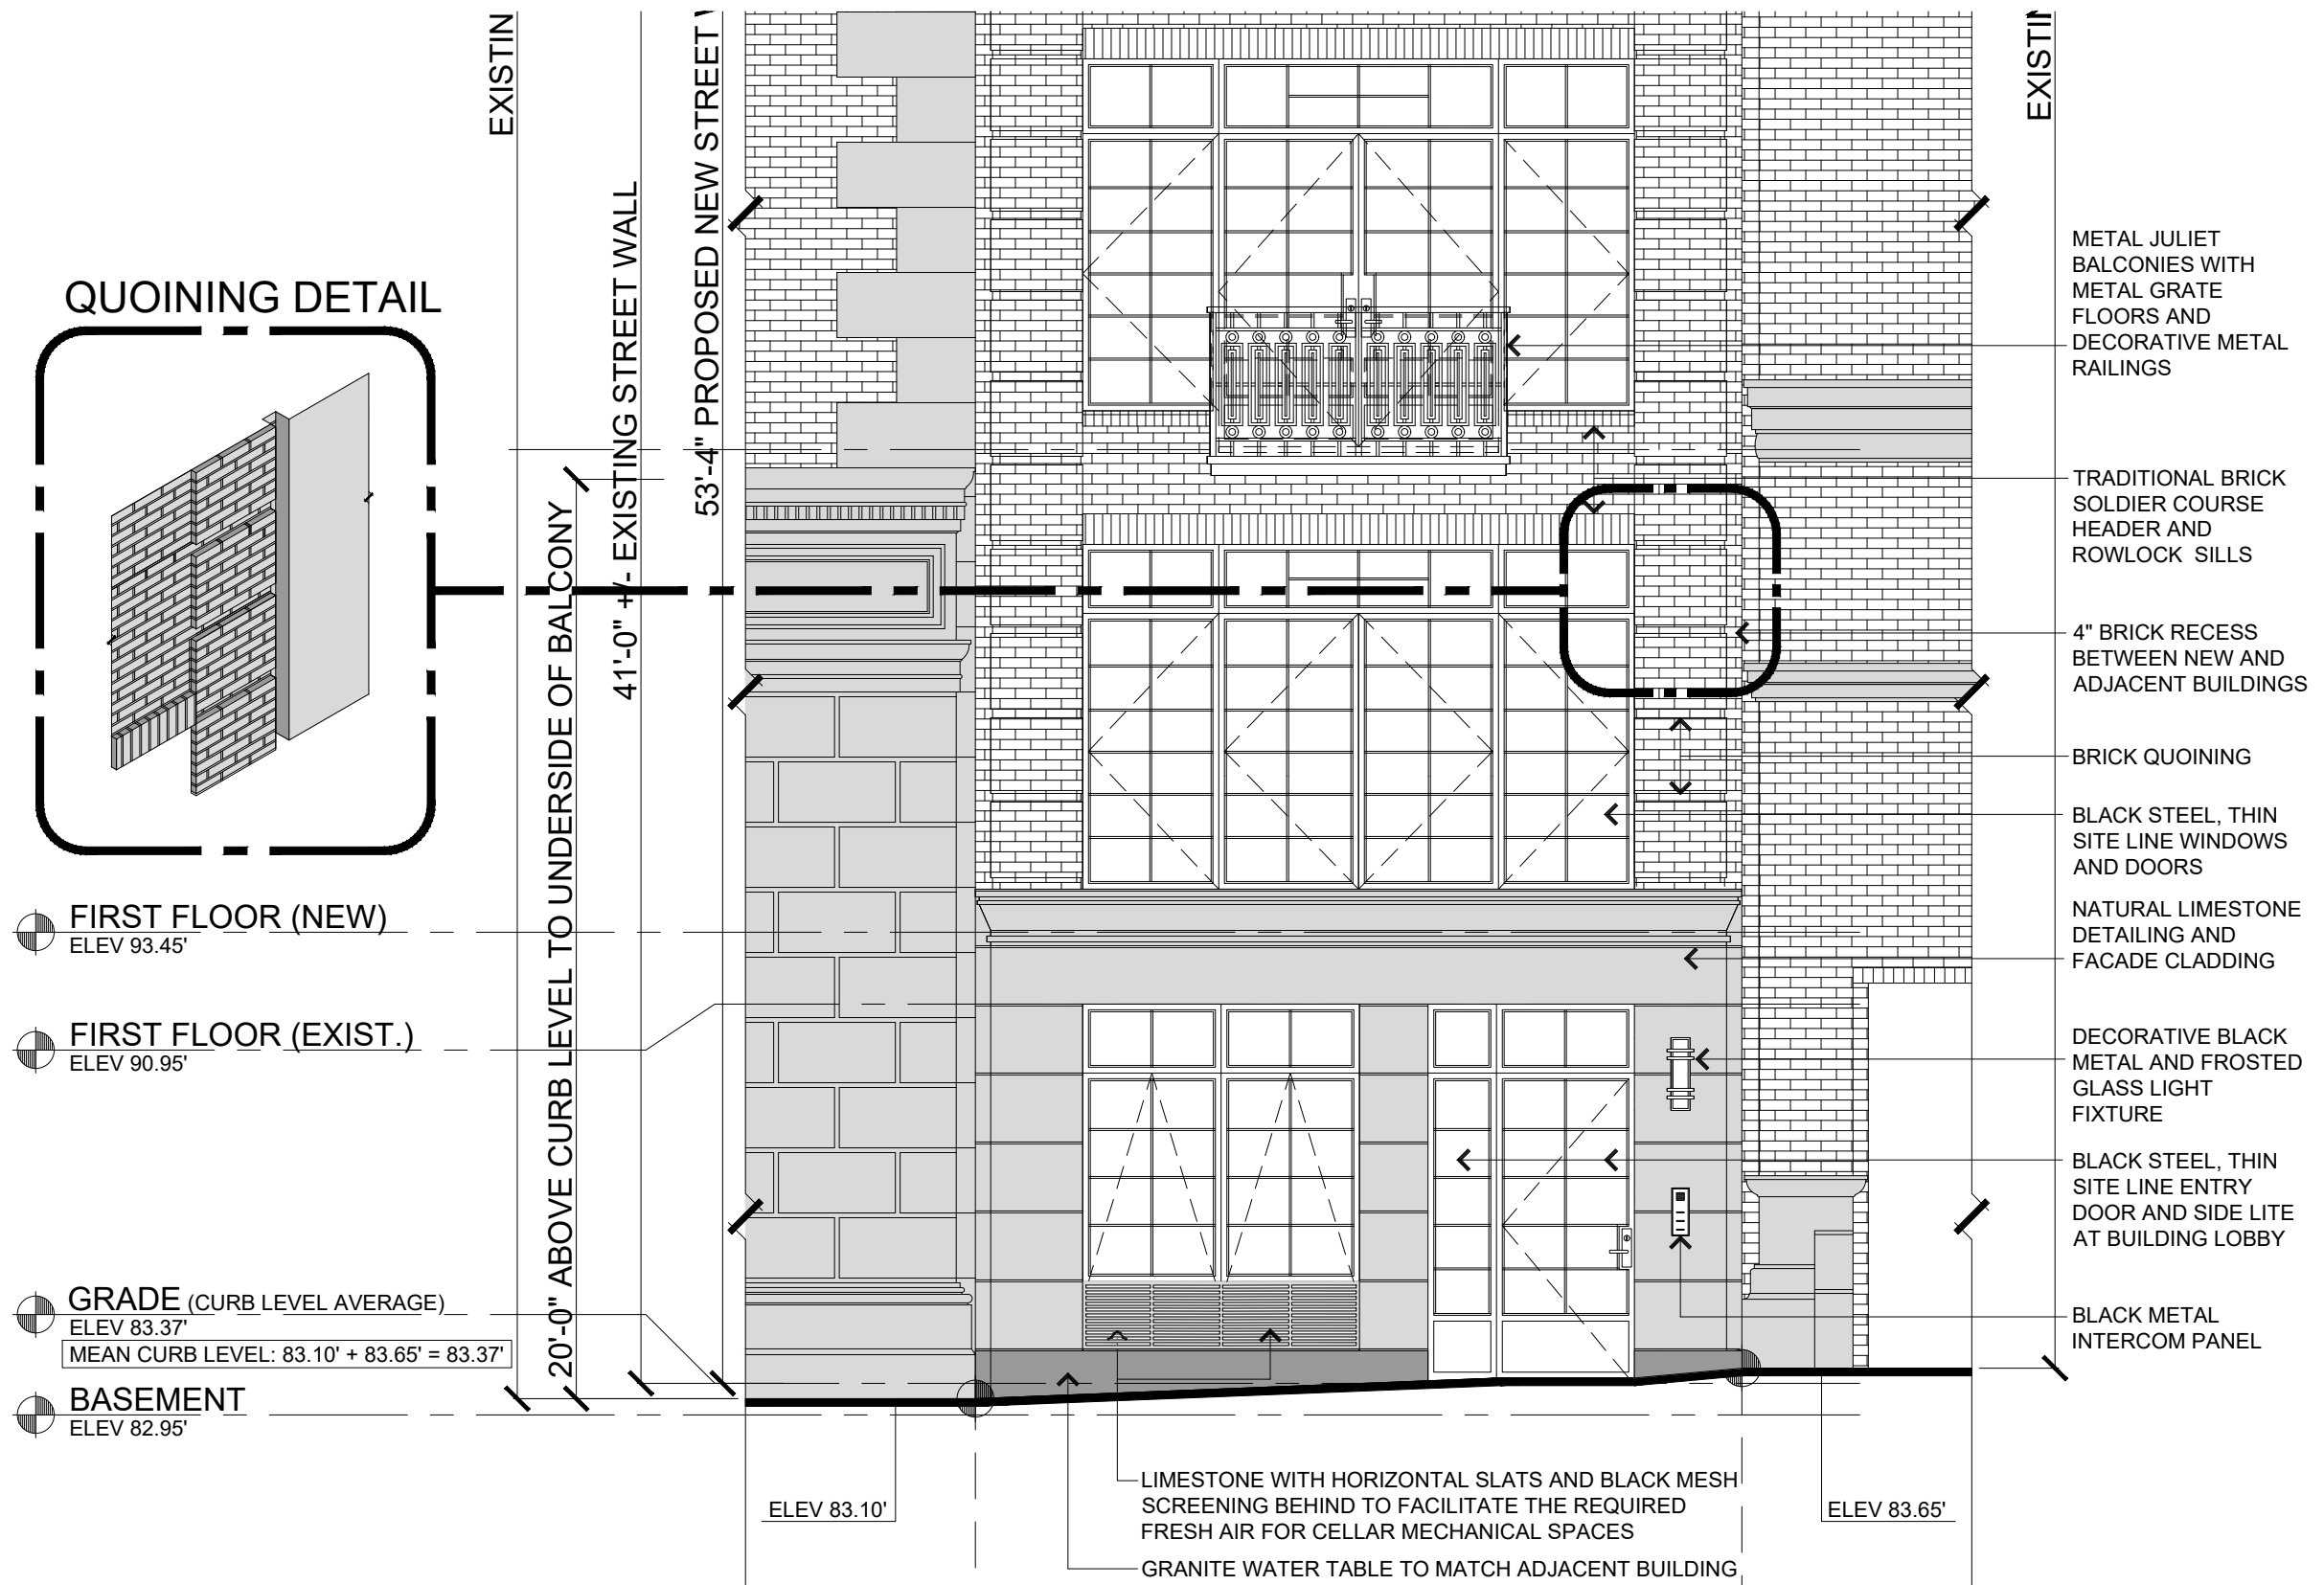 EXISTIN
41'-0" +/- EXISTING STREET WALL
53'-4" PROPOSED NEW STREET
20'-0" ABOVE CURB LEVEL TO UNDERSIDE OF BALCONY
EXISTIN
QUOINING DETAIL
FIRST FLOOR (NEW)
ELEV 93.45'
FIRST FLOOR (EXIST.)
ELEV 90.95'
GRADE (CURB LEVEL AVERAGE)
ELEV 83.37'
MEAN CURB LEVEL: 83.10' + 83.65' = 83.37'
BASEMENT
ELEV 82.95'
METAL JULIET
BALCONIES WITH
METAL GRATE
FLOORS AND
DECORATIVE METAL
RAILINGS
TRADITIONAL BRICK
SOLDIER COURSE
HEADER AND
ROWLOCK SILLS
4" BRICK RECESS
BETWEEN NEW AND
ADJACENT BUILDINGS
BRICK QUOINING
BLACK STEEL, THIN
SITE LINE WINDOWS
AND DOORS
NATURAL LIMESTONE
DETAILING AND
FACADE CLADDING
DECORATIVE BLACK
METAL AND FROSTED
GLASS LIGHT
FIXTURE
BLACK STEEL, THIN
SITE LINE ENTRY
DOOR AND SIDE LITE
AT BUILDING LOBBY
BLACK METAL
INTERCOM PANEL
ELEV 83.10'
LIMESTONE WITH HORIZONTAL SLATS AND BLACK MESH
SCREENING BEHIND TO FACILITATE THE REQUIRED
FRESH AIR FOR CELLAR MECHANICAL SPACES
GRANITE WATER TABLE TO MATCH ADJACENT BUILDING
ELEV 83.65'